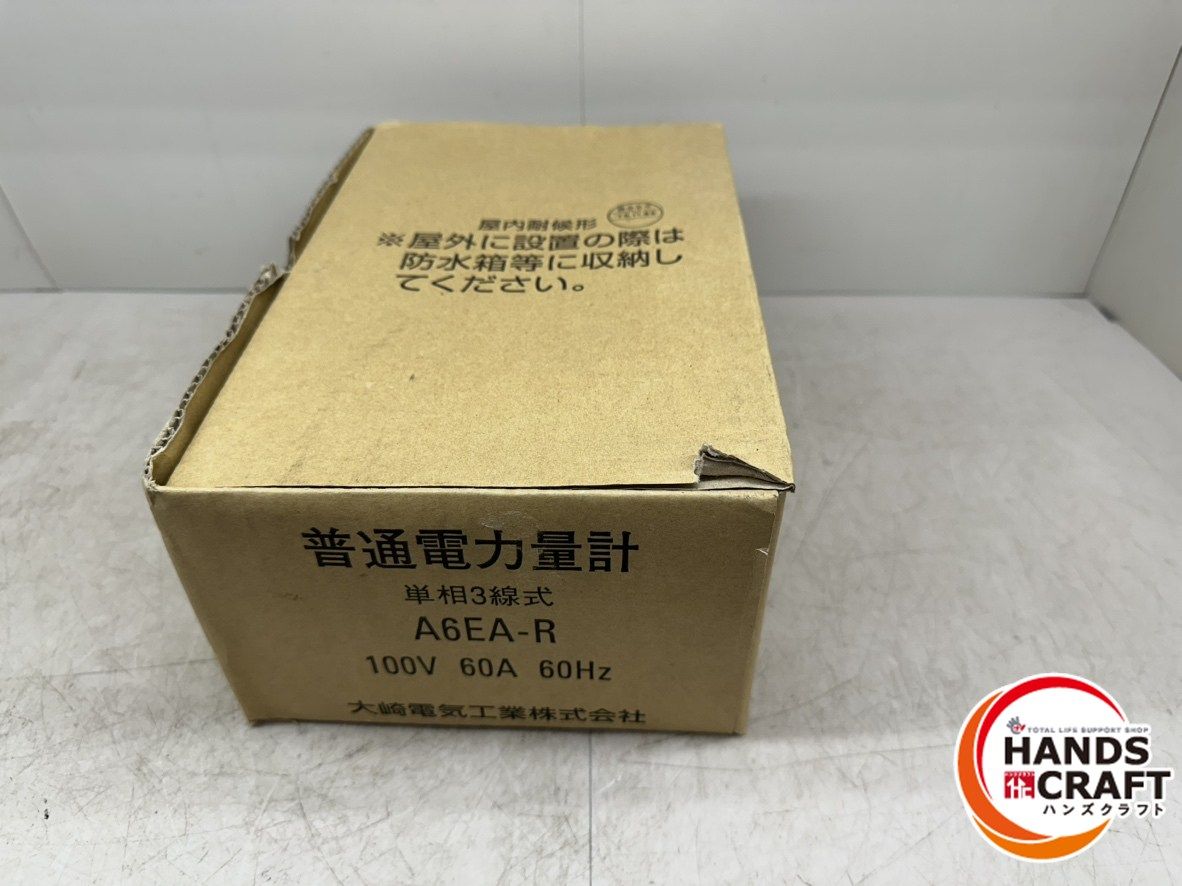 屋内耐候形
※屋外に設置の際は
防水箱等に収納し
てください。
普通電力量計
単相3線式
A6EA-R
100V 60A 60Hz
大崎電気工業株式会社
TOTAL LIFE SUPPORT SHOP
HANDS
CRAFT
ハンズクラフト